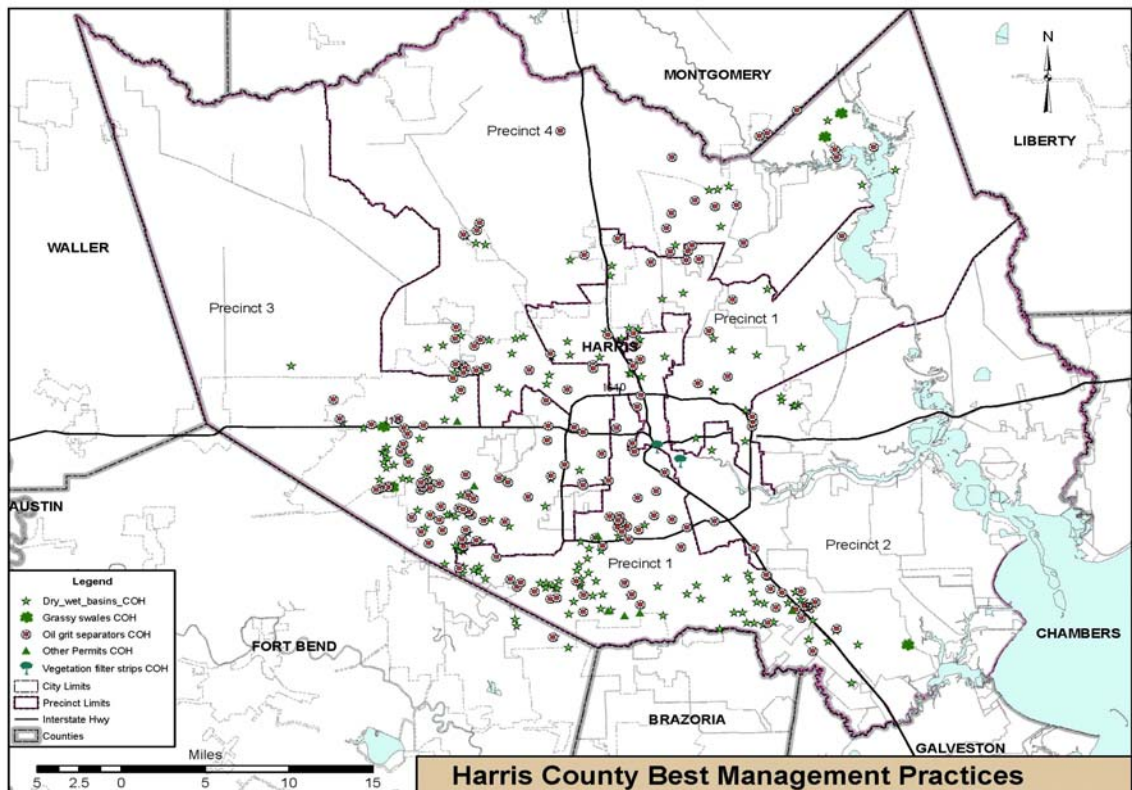 MONTGOMERY
N
Precinct 4
LIBERTY
WALLER
Precinct 3
Precinct 1
HARRIS
I610
AUSTIN
Precinct 2
Precinct 1
Legend
Dry_wet_basins_COH
Grassy swales COH
Oil grit separators COH
Other Permits COH
Vegetation filter strips COH
City Limits
Precinct Limits
Interstate Hwy
Counties
FORT BEND
CHAMBERS
BRAZORIA
GALVESTON
Miles
5 2.5 0 5 10 15
Harris County Best Management Practices